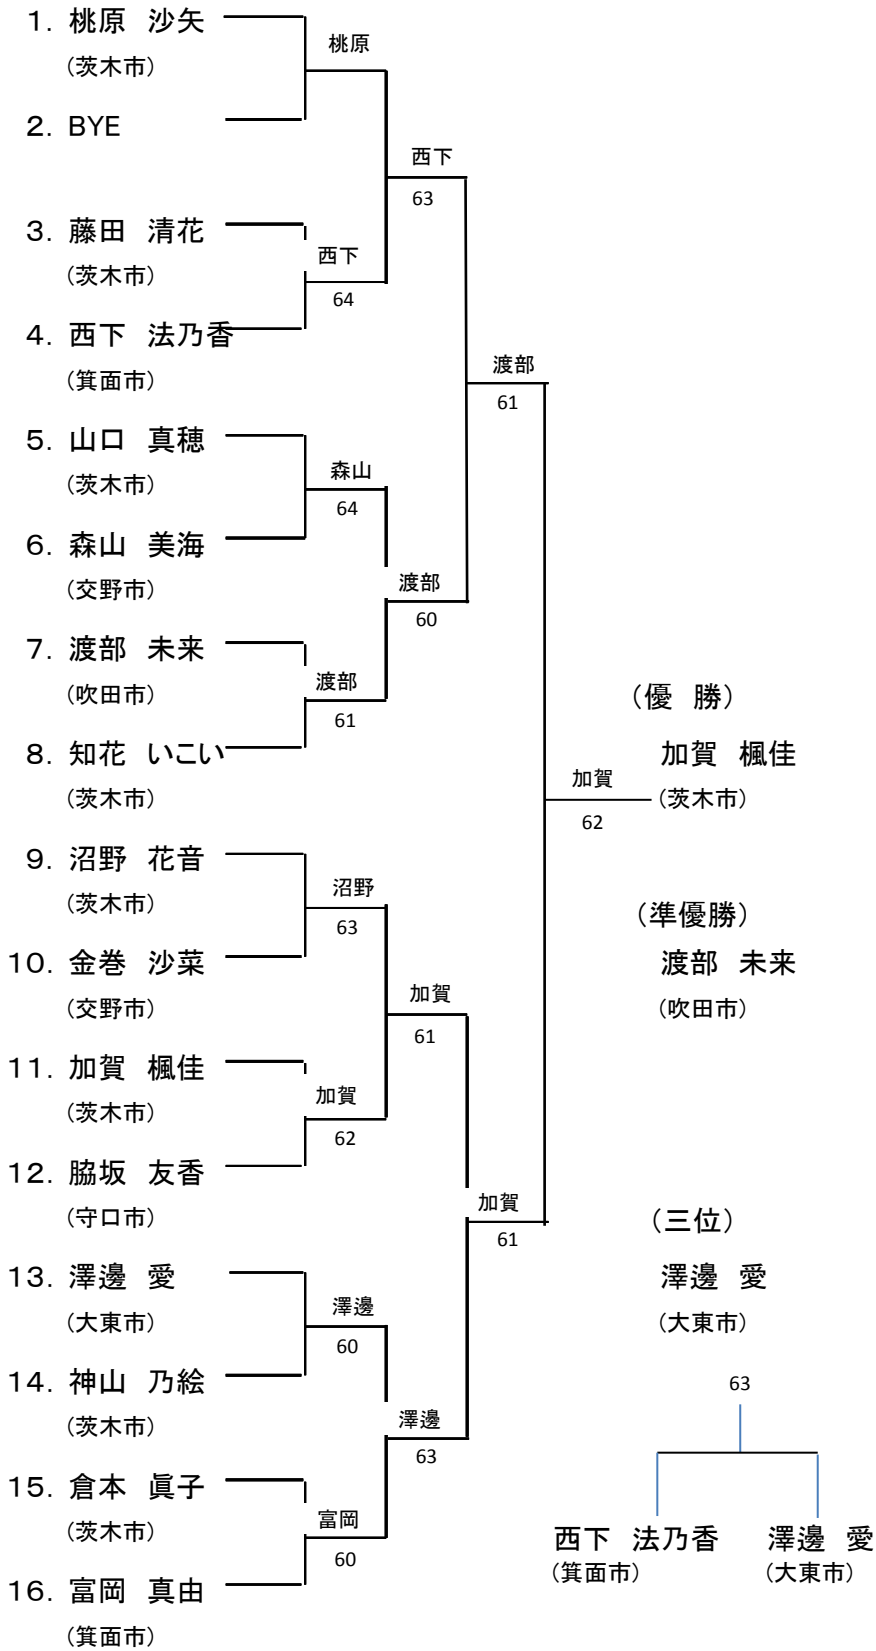 1. 桃原 沙矢
(茨木市)
2. BYE
3. 藤田 清花
(茨木市)
4. 西下 法乃香
(箕面市)
5. 山口 真穂
(茨木市)
6. 森山 美海
(交野市)
7. 渡部 未来
(吹田市)
8. 知花 いこい
(茨木市)
9. 沼野 花音
(茨木市)
10. 金巻 沙菜
(交野市)
11. 加賀 楓佳
(茨木市)
12. 脇坂 友香
(守口市)
13. 澤邊 愛
(大東市)
14. 神山 乃絵
(茨木市)
15. 倉本 眞子
(茨木市)
16. 富岡 真由
(箕面市)
桃原
西下
64
森山
64
渡部
61
沼野
63
加賀
62
澤邊
60
富岡
60
西下
63
渡部
60
加賀
61
澤邊
63
渡部
61
加賀
61
加賀
62
(優 勝)
加賀 楓佳
(茨木市)
(準優勝)
渡部 未来
(吹田市)
(三位)
澤邊 愛
(大東市)
63
西下 法乃香 澤邊 愛
(箕面市) (大東市)